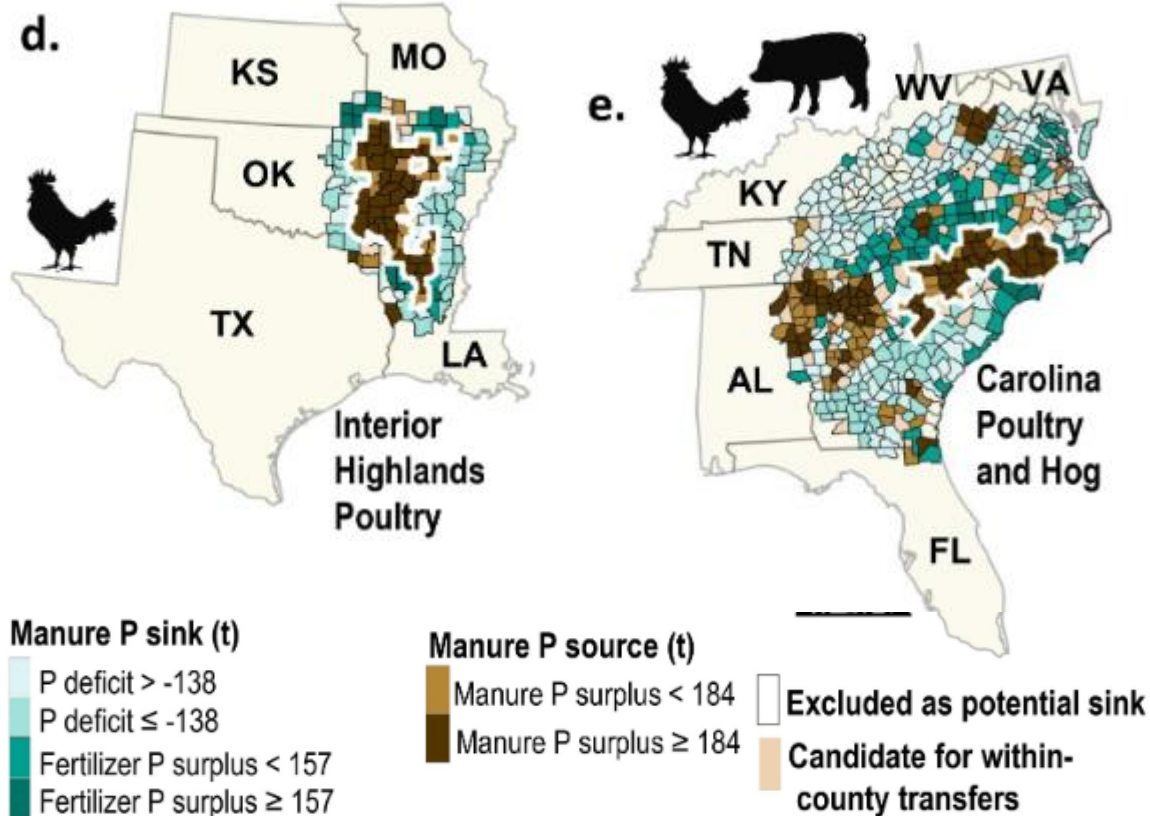 d.
KS
MO
OK
TX
LA
Interior
Highlands
Poultry
e.
WV
VA
KY
TN
AL
FL
Carolina
Poultry
and Hog
Manure P sink (t)
P deficit > -138
P deficit ≤ -138
Fertilizer P surplus < 157
Fertilizer P surplus ≥ 157
Manure P source (t)
Manure P surplus < 184
Manure P surplus ≥ 184
Excluded as potential sink
Candidate for within-
county transfers